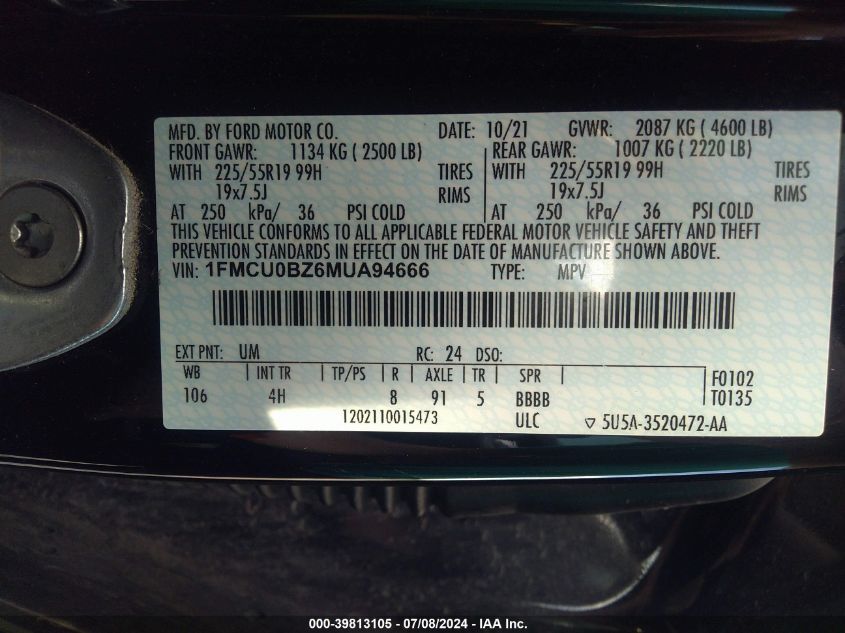 MFD. BY FORD MOTOR CO. DATE: 10/21 GVWR: 2087 KG ( 4600 LB)
FRONT GAWR: 1134 KG ( 2500 LB) REAR GAWR: 1007 KG ( 2220 LB)
WITH 225/55R19 99H TIRES WITH 225/55R19 99H TIRES
19x7.5J RIMS 19x7.5J RIMS
AT 250 kPa/ 36 PSI COLD AT 250 kPa/ 36 PSI COLD
THIS VEHICLE CONFORMS TO ALL APPLICABLE FEDERAL MOTOR VEHICLE SAFETY AND THEFT
PREVENTION STANDARDS IN EFFECT ON THE DATE OF MANUFACTURE SHOWN ABOVE.
VIN: 1FMCU0BZ6MUA94666 TYPE: MPV
EXT PNT: UM RC: 24 DSO:
WB INT TR TP/PS R AXLE TR SPR F0102
106 4H 8 91 5 BBBB T0135
1202110015473 ULC 5U5A-3520472-AA
000-39813105 - 07/08/2024 - IAA Inc.